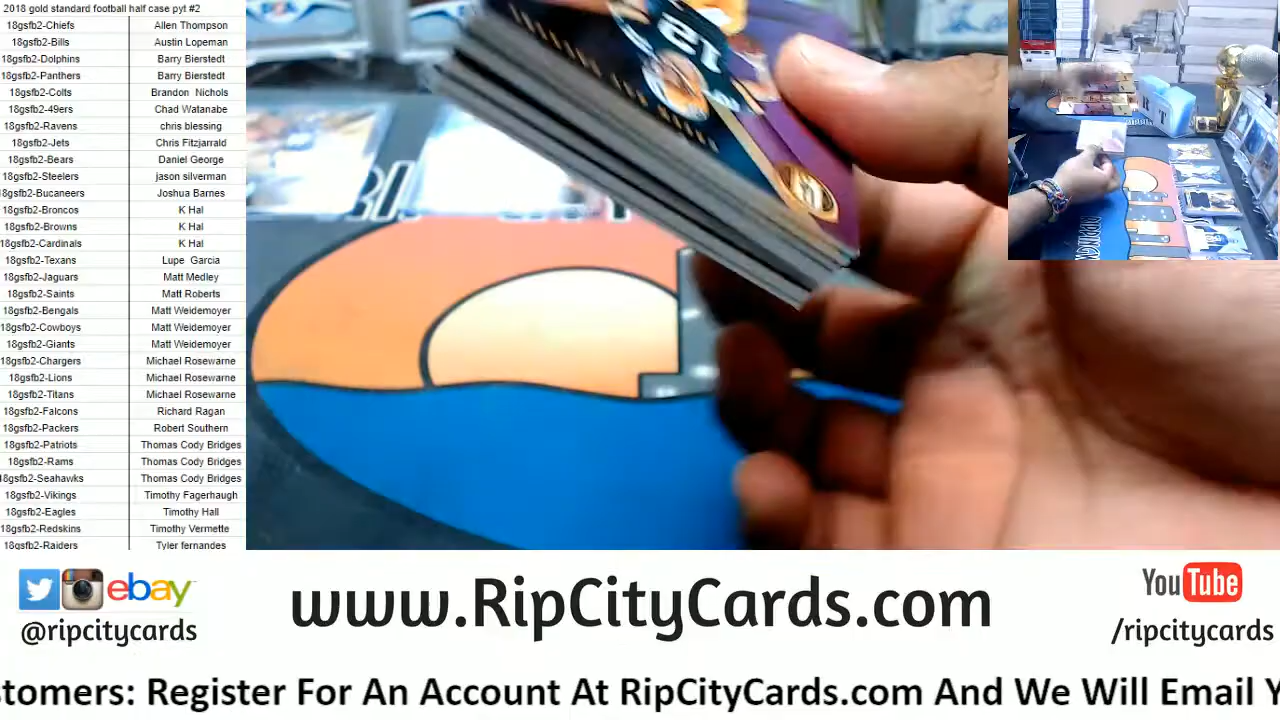 2018 gold standard football half case pyt #2
18gsfb2-Chiefs Allen Thompson
18gsfb2-Bills Austin Lopeman
18gsfb2-Dolphins Barry Bierstedt
18gsfb2-Panthers Barry Bierstedt
18gsfb2-Colts Brandon Nichols
18gsfb2-49ers Chad Watanabe
18gsfb2-Ravens chris blessing
18gsfb2-Jets Chris Fitzjarrald
18gsfb2-Bears Daniel George
18gsfb2-Steelers jason silverman
18gsfb2-Bucaneers Joshua Barnes
18gsfb2-Broncos K Hal
18gsfb2-Browns K Hal
18gsfb2-Cardinals K Hal
18gsfb2-Texans Lupe Garcia
18gsfb2-Jaguars Matt Medley
18gsfb2-Saints Matt Roberts
18gsfb2-Bengals Matt Weidemoyer
18gsfb2-Cowboys Matt Weidemoyer
18gsfb2-Giants Matt Weidemoyer
18gsfb2-Chargers Michael Rosewarne
18gsfb2-Lions Michael Rosewarne
18gsfb2-Titans Michael Rosewarne
18gsfb2-Falcons Richard Ragan
18gsfb2-Packers Robert Southern
18gsfb2-Patriots Thomas Cody Bridges
18gsfb2-Rams Thomas Cody Bridges
18gsfb2-Seahawks Thomas Cody Bridges
18gsfb2-Vikings Timothy Fagerhaugh
18gsfb2-Eagles Timothy Hall
18gsfb2-Redskins Timothy Vermette
18gsfb2-Raiders Tyler fernandes
ebay
@ripcitycards
www.RipCityCards.com
YouTube
/ripcitycards
stomers: Register For An Account At RipCityCards.com And We Will Email Y